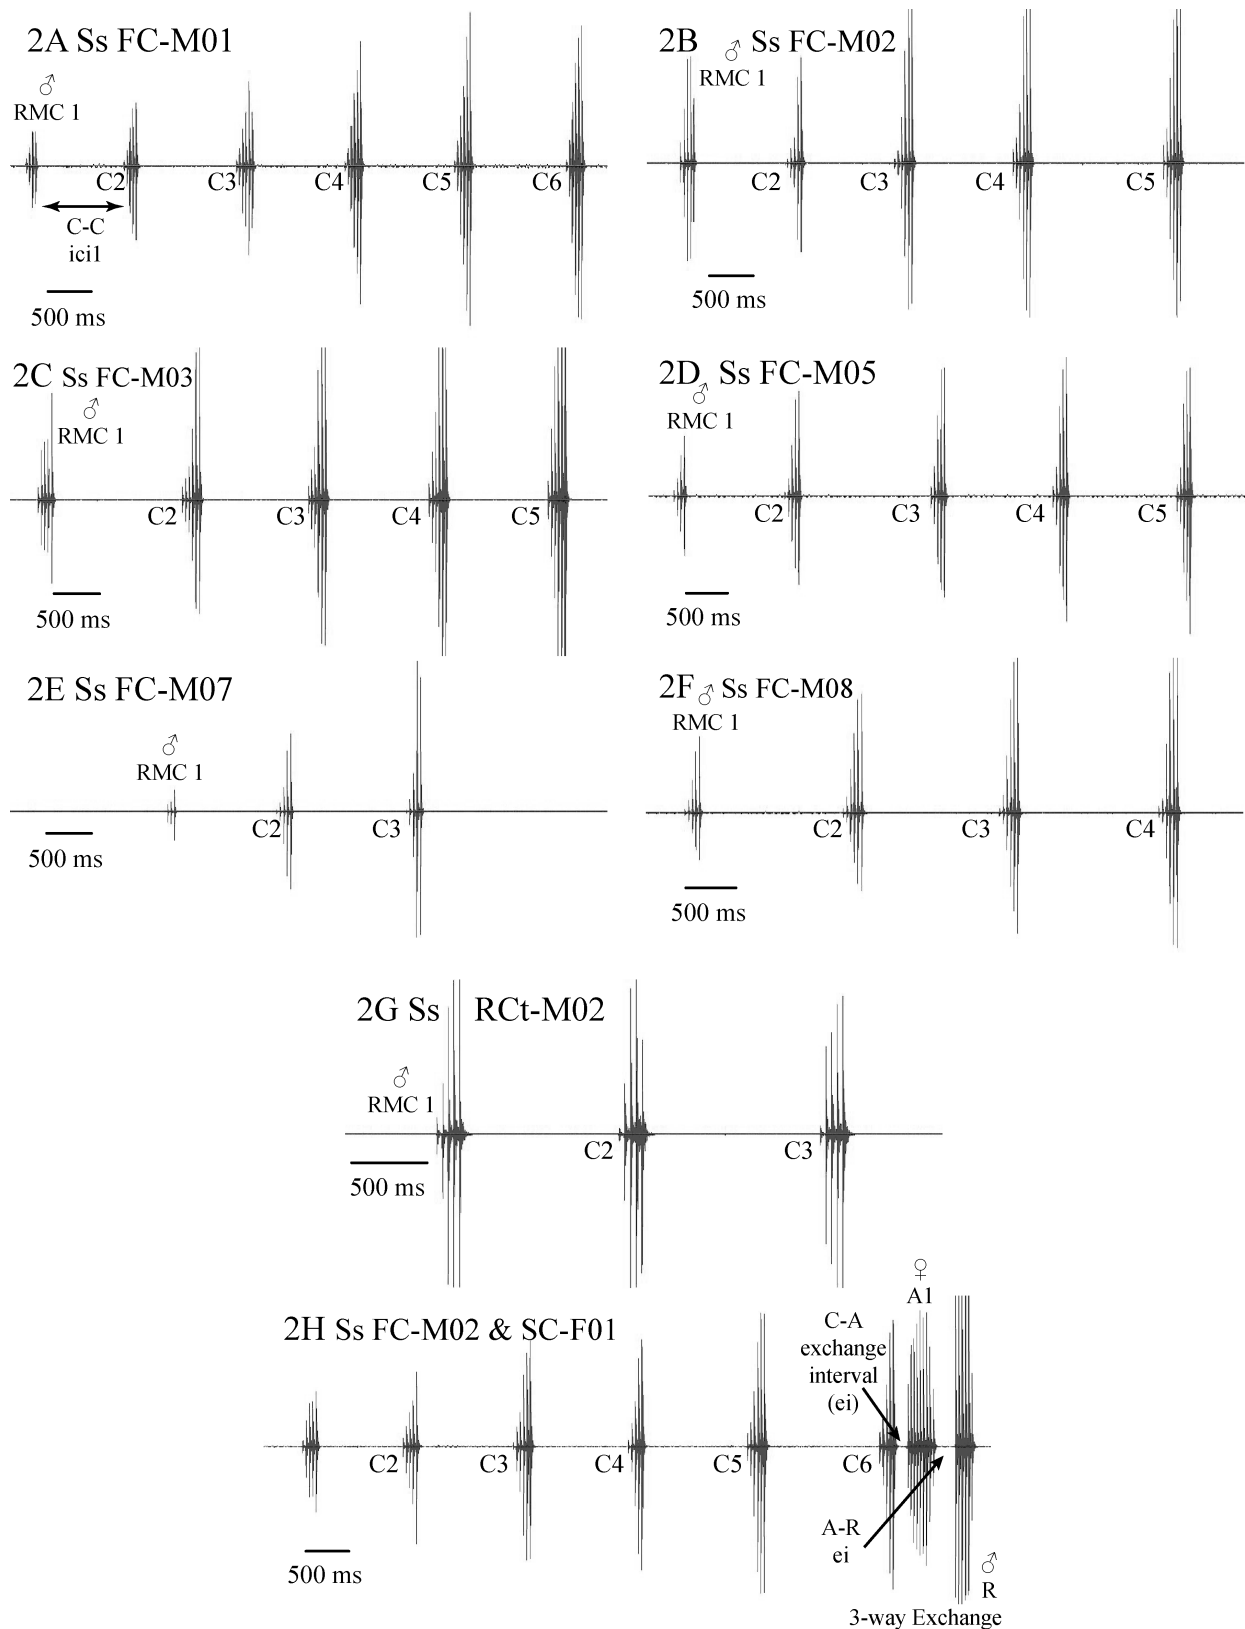 2A Ss FC-M01
♂
RMC 1
C2
C3
C4
C5
C6
C-C
ici1
500 ms
2B ♂ Ss FC-M02
RMC 1
C2
C3
C4
C5
500 ms
2C Ss FC-M03
♂
RMC 1
C2
C3
C4
C5
500 ms
2D ♂ Ss FC-M05
RMC 1
C2
C3
C4
C5
500 ms
2E Ss FC-M07
♂
RMC 1
C2
C3
500 ms
2F ♂ Ss FC-M08
RMC 1
C2
C3
C4
500 ms
2G Ss RCt-M02
♂
RMC 1
C2
C3
500 ms
2H Ss FC-M02 & SC-F01
♀
A1
C-A
exchange
interval
(ei)
C2
C3
C4
C5
C6
A-R
ei
500 ms
♂
R
3-way Exchange